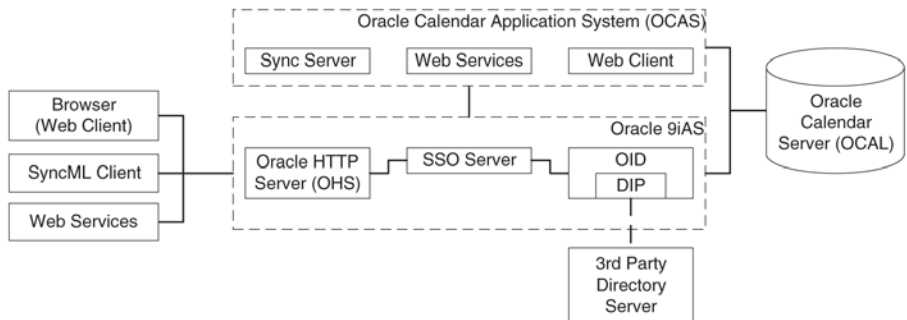 Oracle Calendar Application System (OCAS)
Sync Server
Web Services
Web Client
Browser
(Web Client)
SyncML Client
Web Services
Oracle 9iAS
Oracle HTTP
Server (OHS)
SSO Server
OID
DIP
Oracle
Calendar
Server (OCAL)
3rd Party
Directory
Server